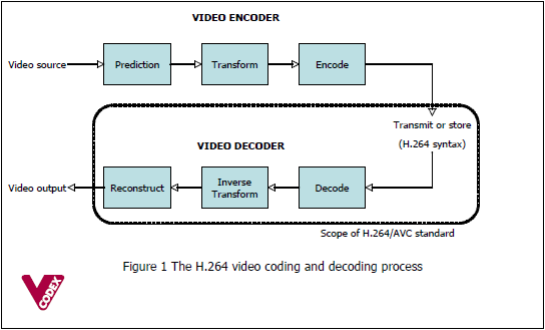 VIDEO ENCODER
Video source
Prediction
Transform
Encode
Transmit or store
(H.264 syntax)
VIDEO DECODER
Video output
Reconstruct
Inverse
Transform
Decode
Scope of H.264/AVC standard
Figure 1 The H.264 video coding and decoding process
VCODEX